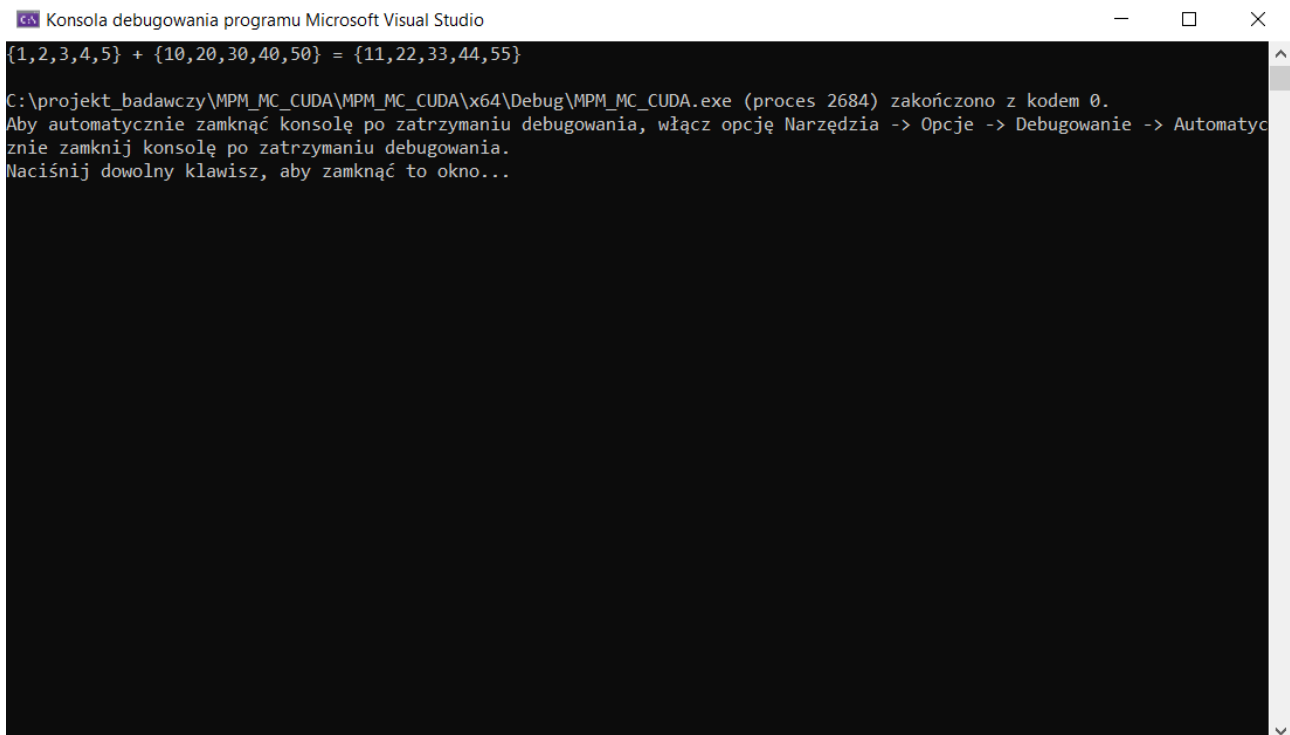 Konsola debugowania programu Microsoft Visual Studio
{1,2,3,4,5} + {10,20,30,40,50} = {11,22,33,44,55}
C:\projekt_badawczy\MPM_MC_CUDA\MPM_MC_CUDA\x64\Debug\MPM_MC_CUDA.exe (proces 2684) zakończono z kodem 0.
Aby automatycznie zamknąć konsolę po zatrzymaniu debugowania, włącz opcję Narzędzia -> Opcje -> Debugowanie -> Automatyc
znie zamknij konsolę po zatrzymaniu debugowania.
Naciśnij dowolny klawisz, aby zamknąć to okno...